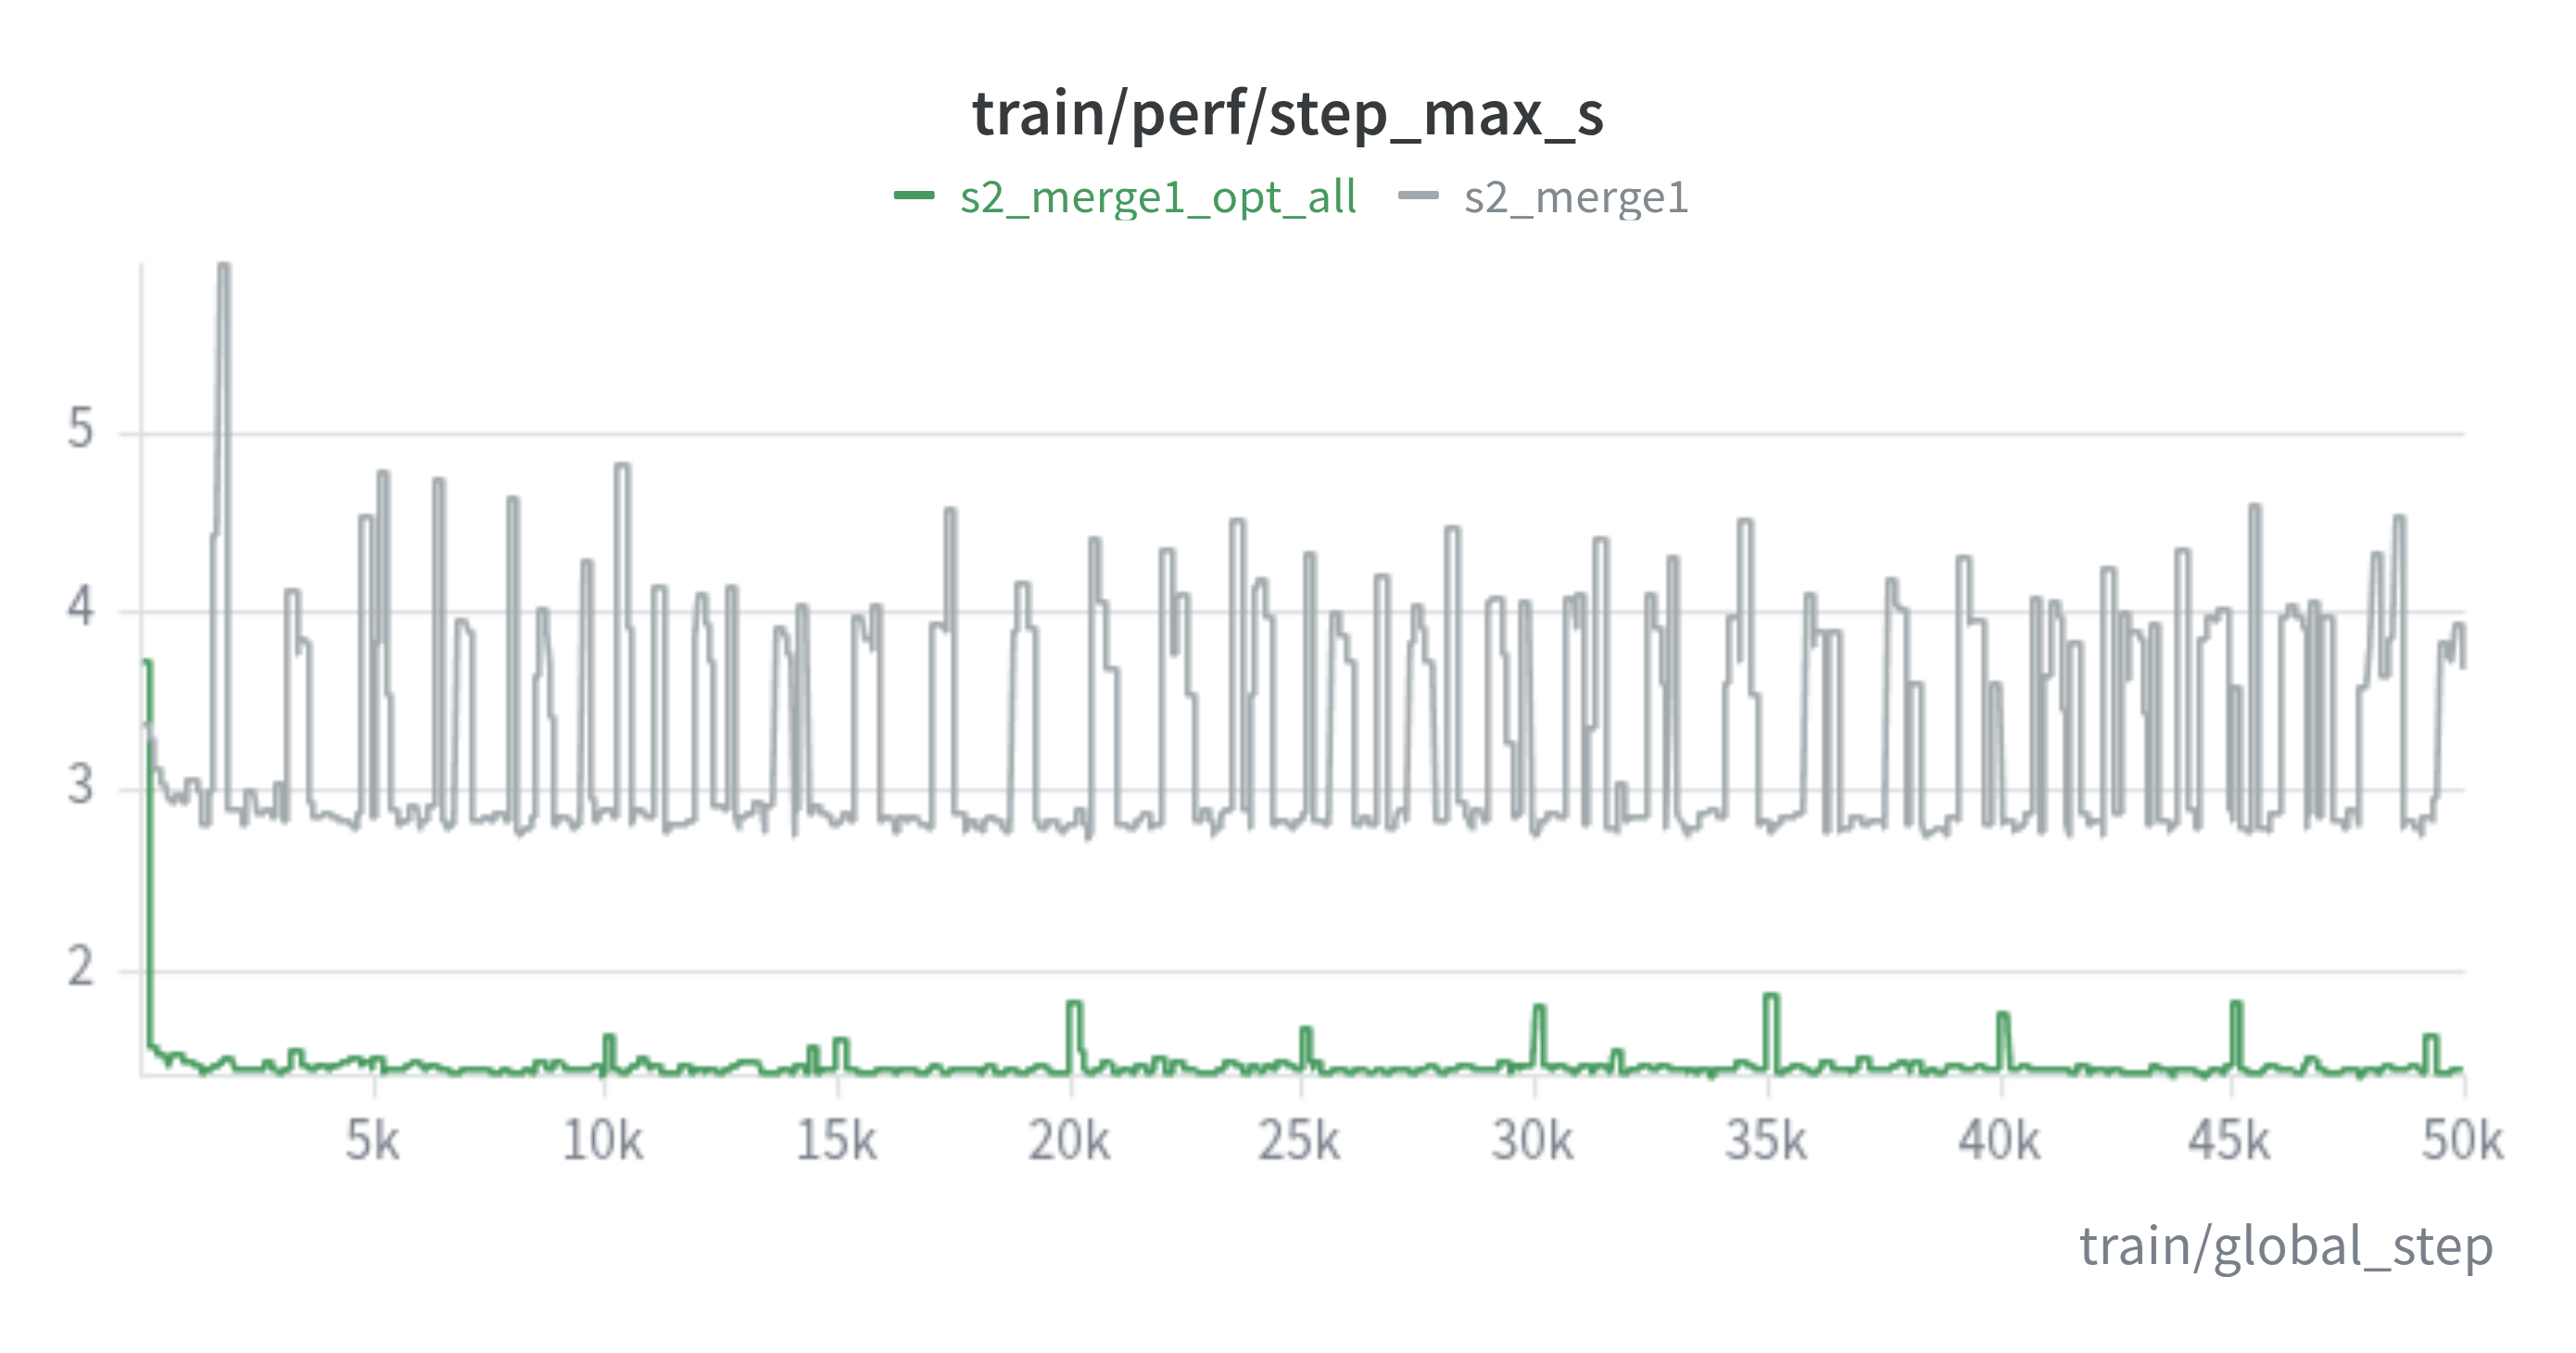 train/perf/step_max_s
s2_merge1_opt_all s2_merge1
5
4
3
2
5k 10k 15k 20k 25k 30k 35k 40k 45k 50k
train/global_step